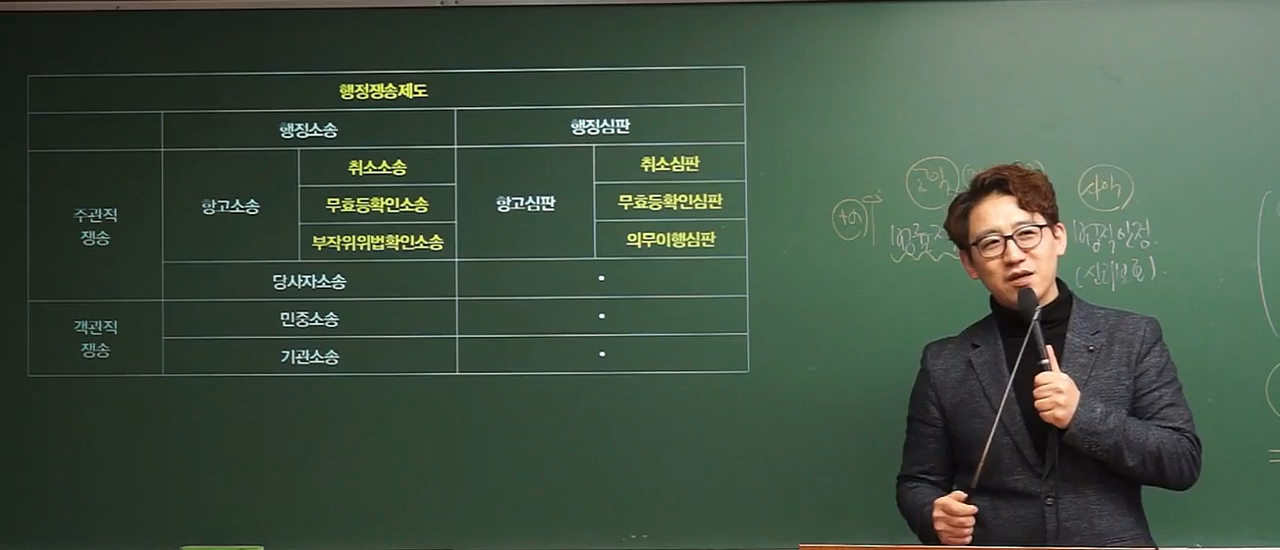 행정쟁송제도
행정소송 행정심판
주관적
쟁송
항고소송
취소소송
무효등확인소송
부작위위법확인소송
항고심판
취소심판
무효등확인심판
의무이행심판
당사자소송 •
객관적
쟁송
민중소송 •
기관소송 •
공익
사익